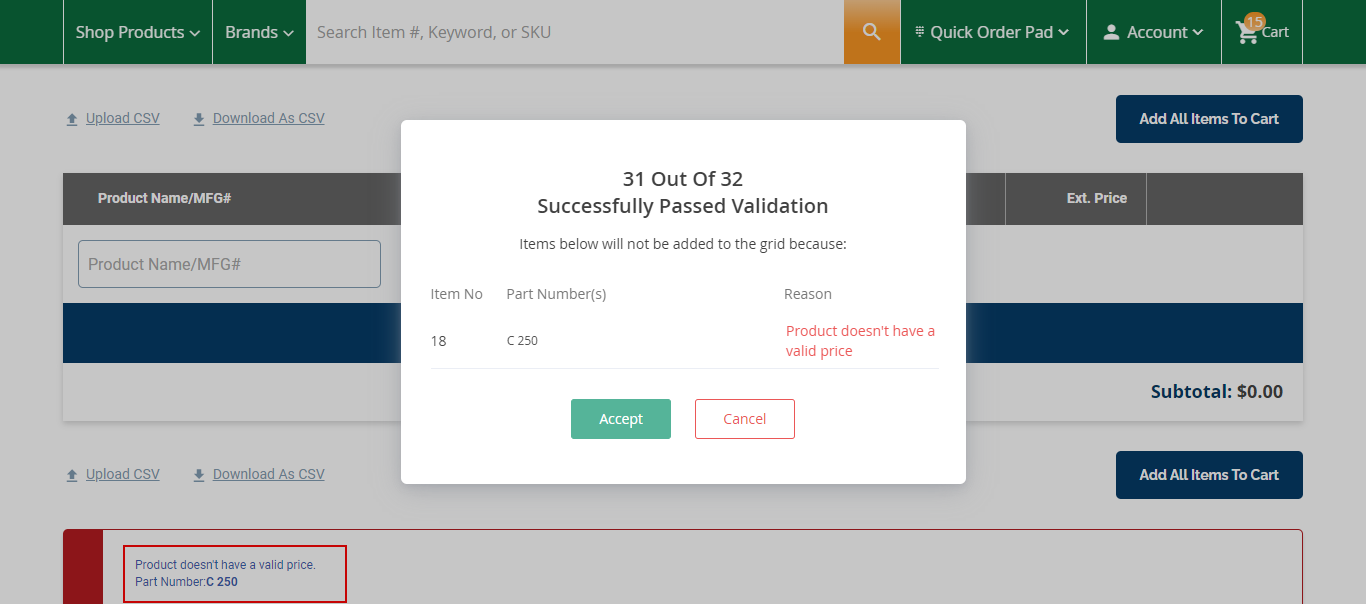 Shop Products
Brands
Search Item #, Keyword, or SKU
Quick Order Pad
Account
15
Cart
Upload CSV
Download As CSV
Add All Items To Cart
Product Name/MFG#
Ext. Price
Product Name/MFG#
Subtotal: $0.00
31 Out Of 32
Successfully Passed Validation
Items below will not be added to the grid because:
Item No Part Number(s) Reason
18 C 250 Product doesn't have a
valid price
Accept Cancel
Upload CSV
Download As CSV
Add All Items To Cart
Product doesn't have a valid price.
Part Number:C 250